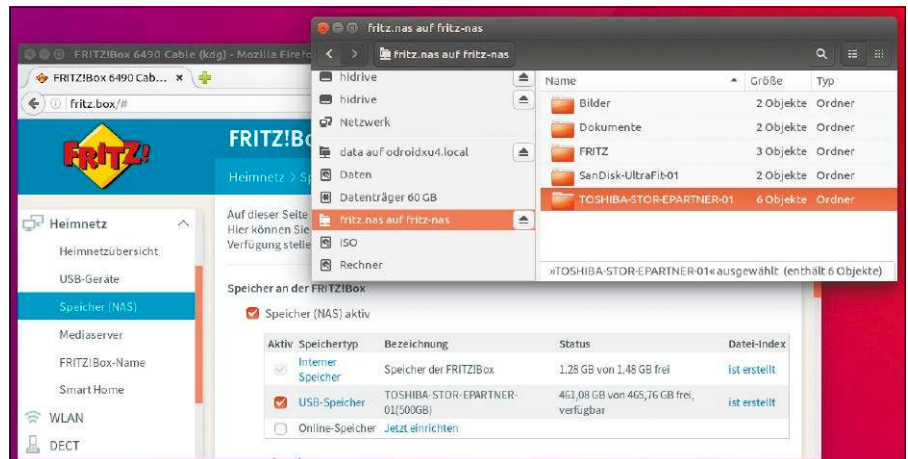 fritz.nas auf fritz-nas
FRITZ!Box 6490 Cable (kdg) - Mozilla Firefo
fritz.nas auf fritz-nas
FRITZ!Box 6490 Cab...
fritz.box/#
hidrive
hidrive
Netzwerk
data auf odroidxu4.local
Daten
Datenträger 60 GB
fritz.nas auf fritz-nas
ISO
Rechner
Name Größe Typ
Bilder 2 Objekte Ordner
Dokumente 2 Objekte Ordner
FRITZ 3 Objekte Ordner
SanDisk-UltraFit-01 2 Objekte Ordner
TOSHIBA-STOR-EPARTNER-01 6 Objekte Ordner
»TOSHIBA-STOR-EPARTNER-01« ausgewählt (enthält 6 Objekte)
FRITZ!
FRITZ!Bo
Heimnetz > Sp
Heimnetz
Heimnetzübersicht
USB-Geräte
Speicher (NAS)
Mediaserver
FRITZ!Box-Name
Smart Home
WLAN
DECT
Auf dieser Seite
Hier können Sie
Verfügung stelle
Speicher an der FRITZ!Box
Speicher (NAS) aktiv
Aktiv Speichertyp Bezeichnung Status Datei-Index
Interner
Speicher Speicher der FRITZ!Box 1,28 GB von 1,48 GB frei ist erstellt
USB-Speicher TOSHIBA-STOR-EPARTNER-
01(500GB) 461,08 GB von 465,76 GB frei,
verfügbar ist erstellt
Online-Speicher Jetzt einrichten